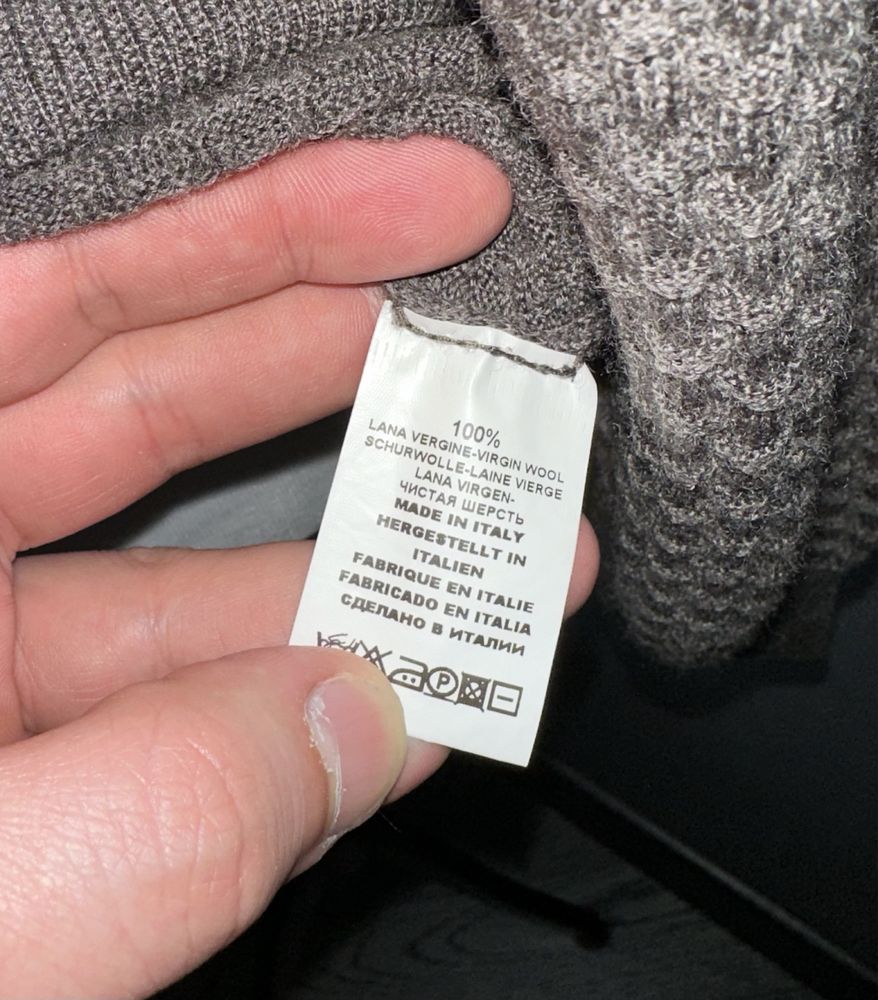 100%
LANA VERGINE-VIRGIN WOOL
SCHURWOLLE-LAINE VIERGE
LANA VIRGEN-
ЧИСТАЯ ШЕРСТЬ
MADE IN ITALY
HERGESTELLT IN
ITALIEN
FABRIQUE EN ITALIE
FABRICADO EN ITALIA
СДЕЛАНО В ИТАЛИИ
P